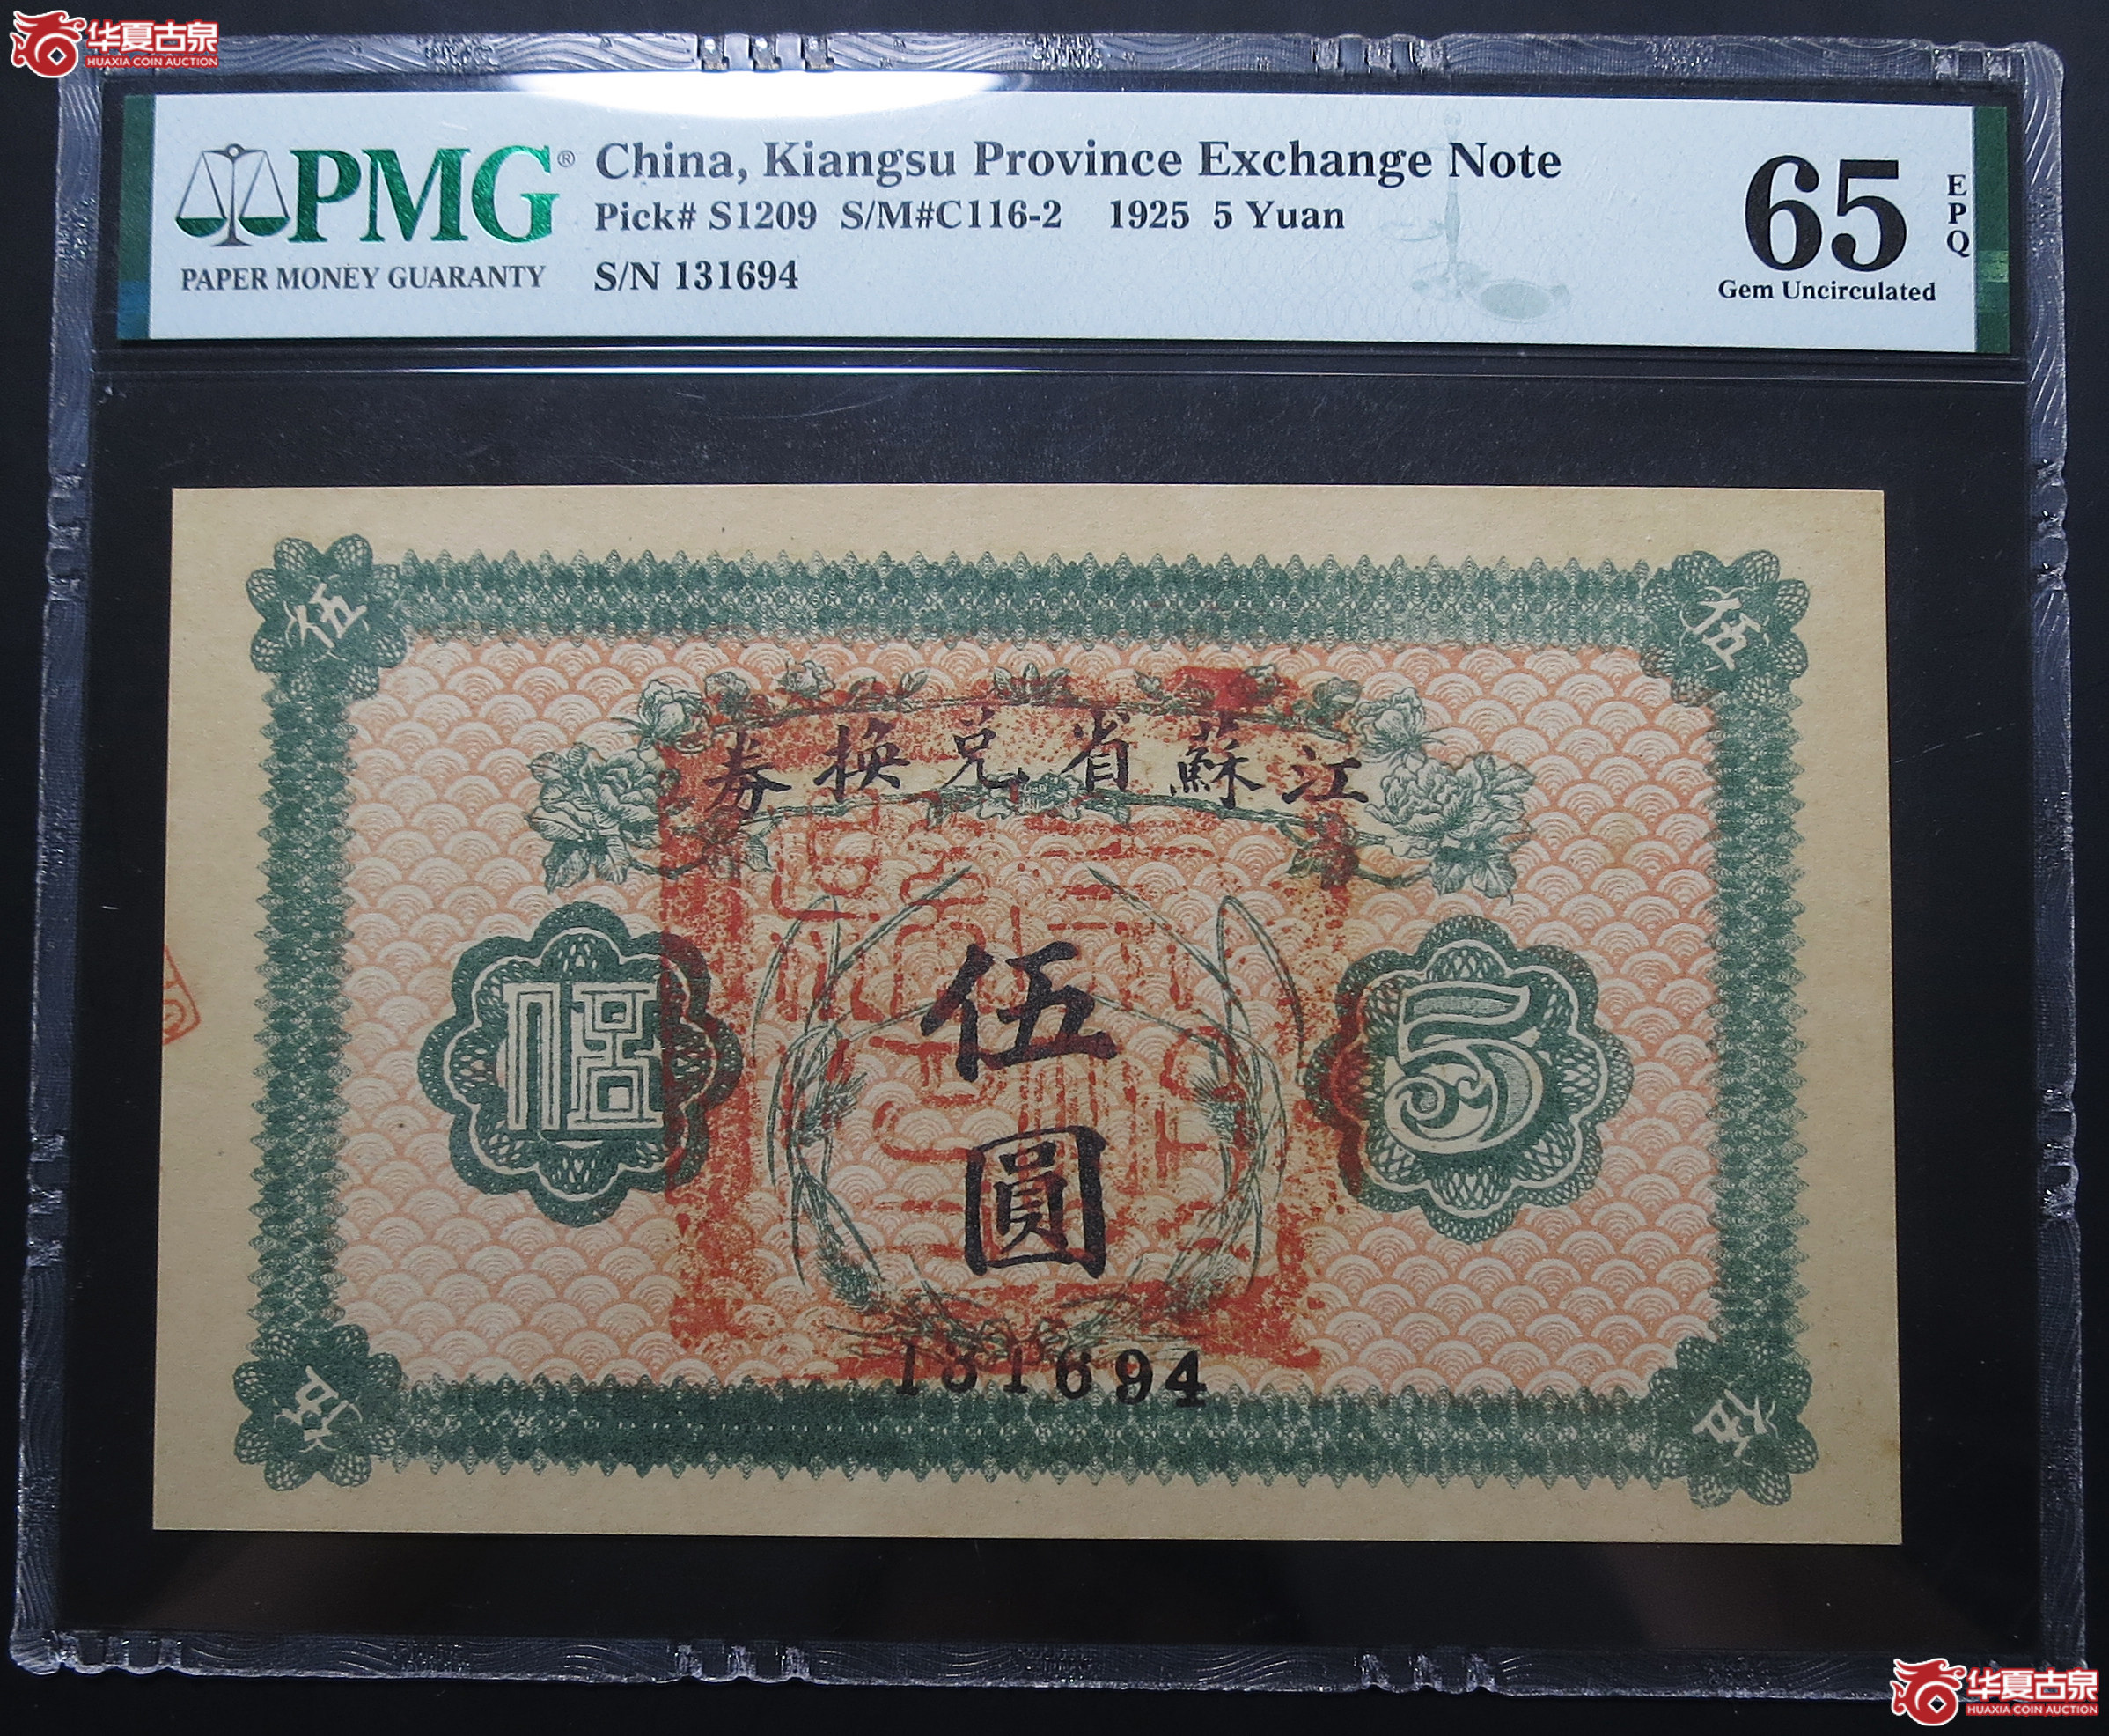 华夏古泉
HUAXIA COIN AUCTION
PMG®
PAPER MONEY GUARANTY
China, Kiangsu Province Exchange Note
Pick# S1209 S/M#C116-2 1925 5 Yuan
S/N 131694
65
EPQ
Gem Uncirculated
伍
伍
券換兌省蘇江
伍
5
伍
圓
131694
伍
伍
华夏古泉
HUAXIA COIN AUCTION